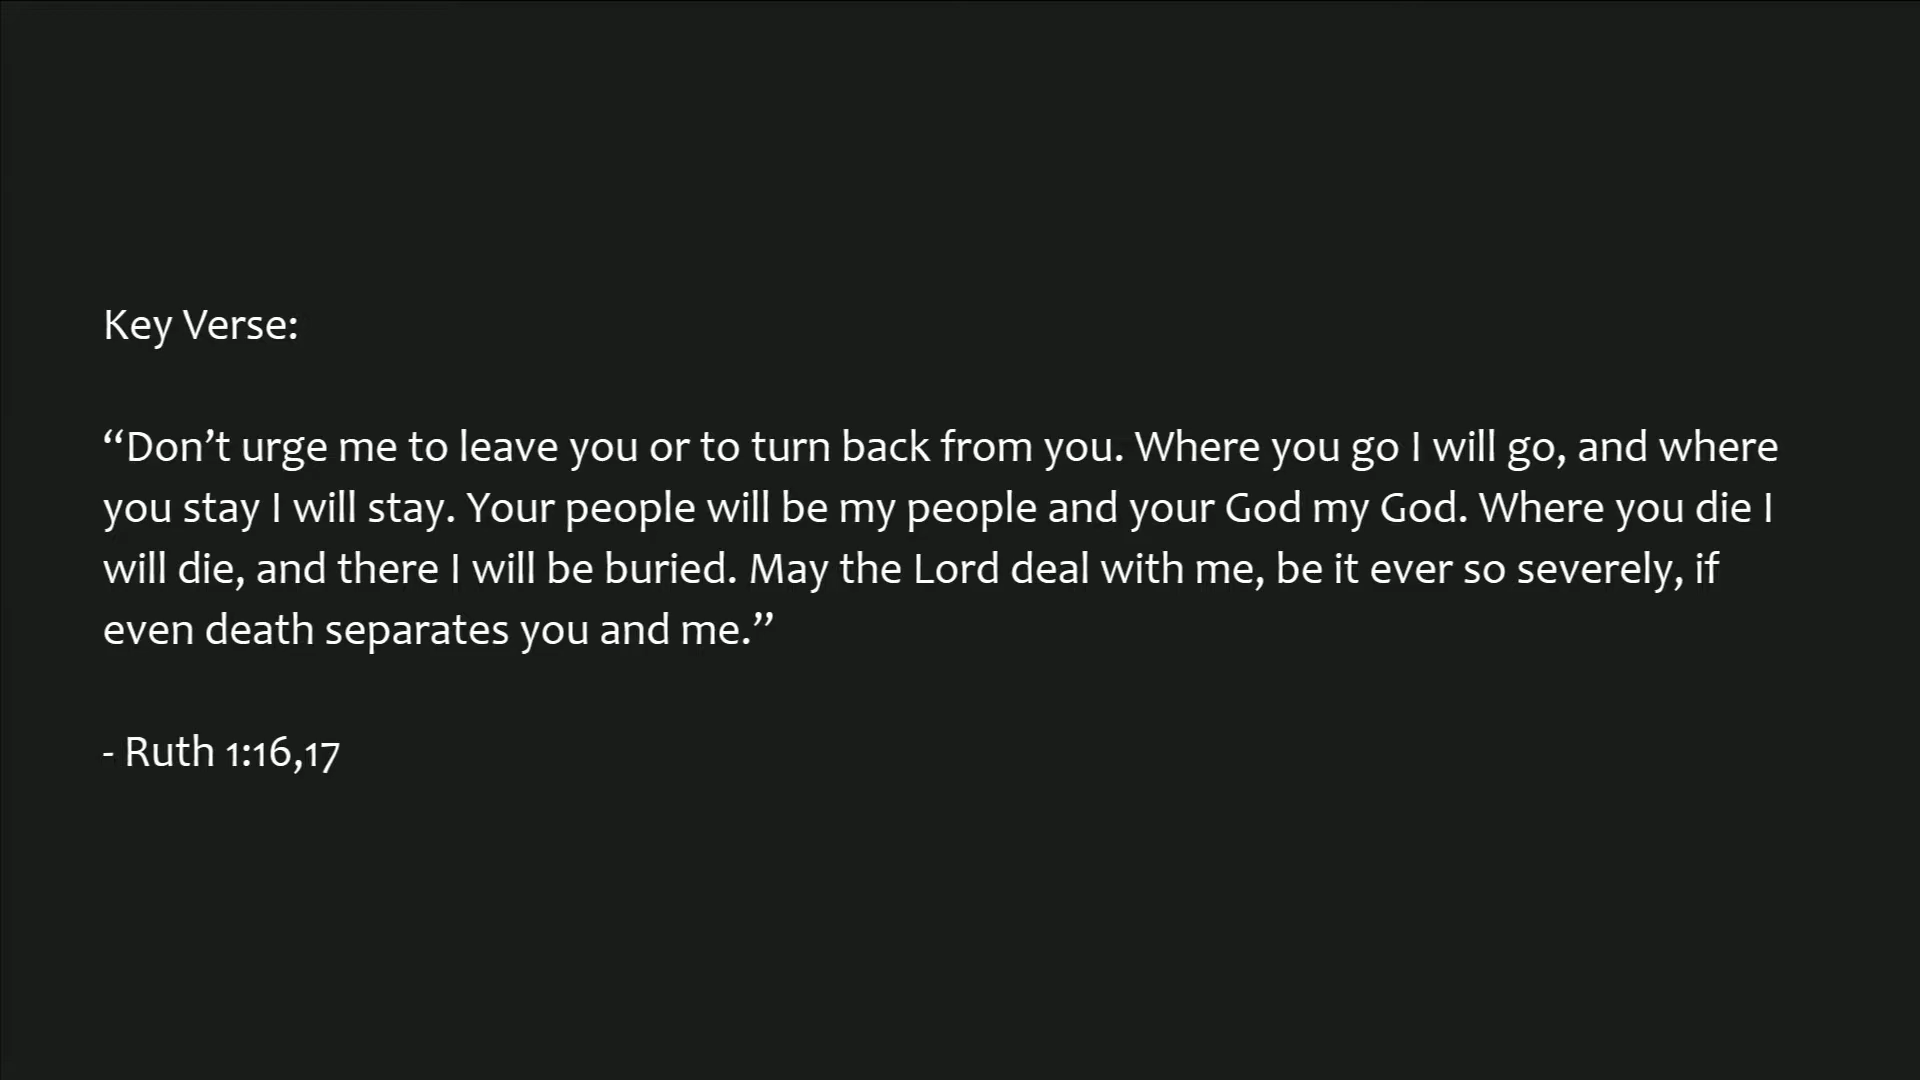 Key Verse:
“Don’t urge me to leave you or to turn back from you. Where you go I will go, and where
you stay I will stay. Your people will be my people and your God my God. Where you die I
will die, and there I will be buried. May the Lord deal with me, be it ever so severely, if
even death separates you and me.”
- Ruth 1:16,17